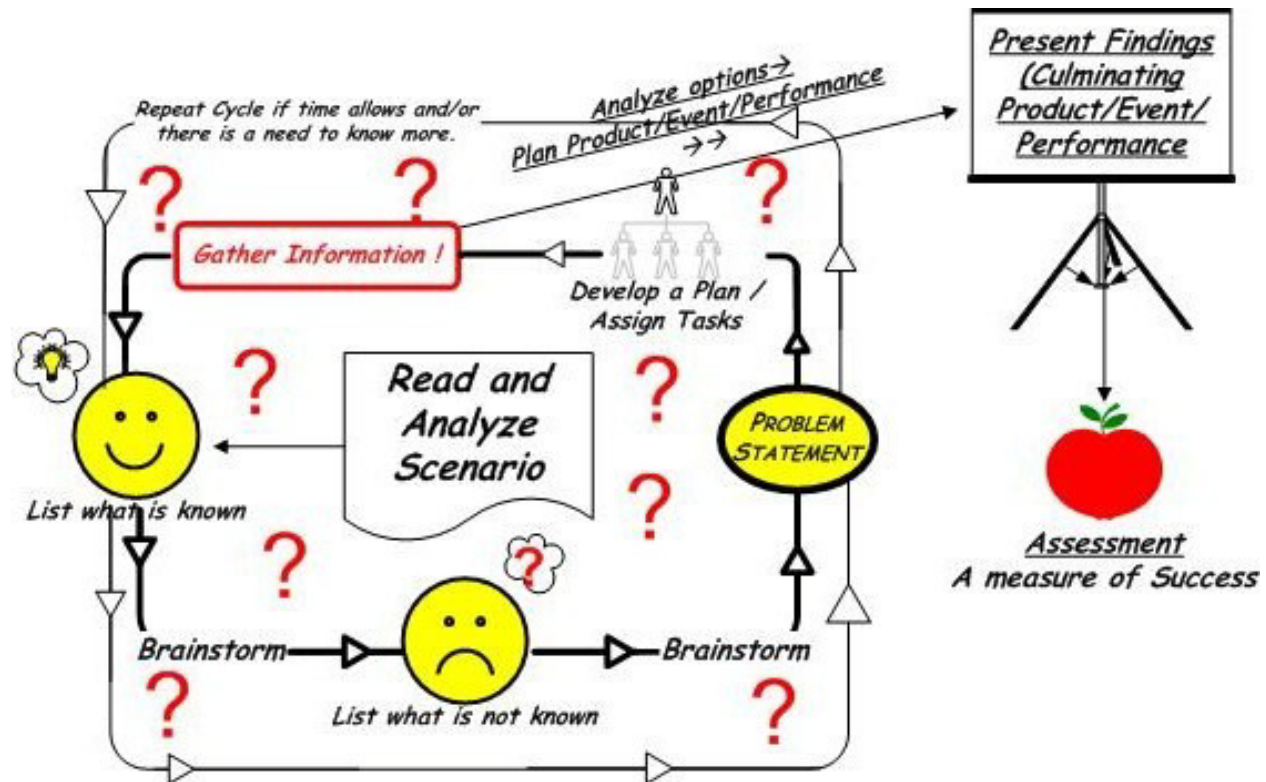 Repeat Cycle if time allows and/or
there is a need to know more.
Analyze options→
Plan Product/Event/Performance
→→
Present Findings
(Culminating
Product/Event/
Performance
?
?
?
Gather Information !
Develop a Plan /
Assign Tasks
?
Read and
Analyze
Scenario
?
PROBLEM
STATEMENT
List what is known
?
?
?
Brainstorm
Brainstorm
List what is not known
?
?
Assessment
A measure of Success